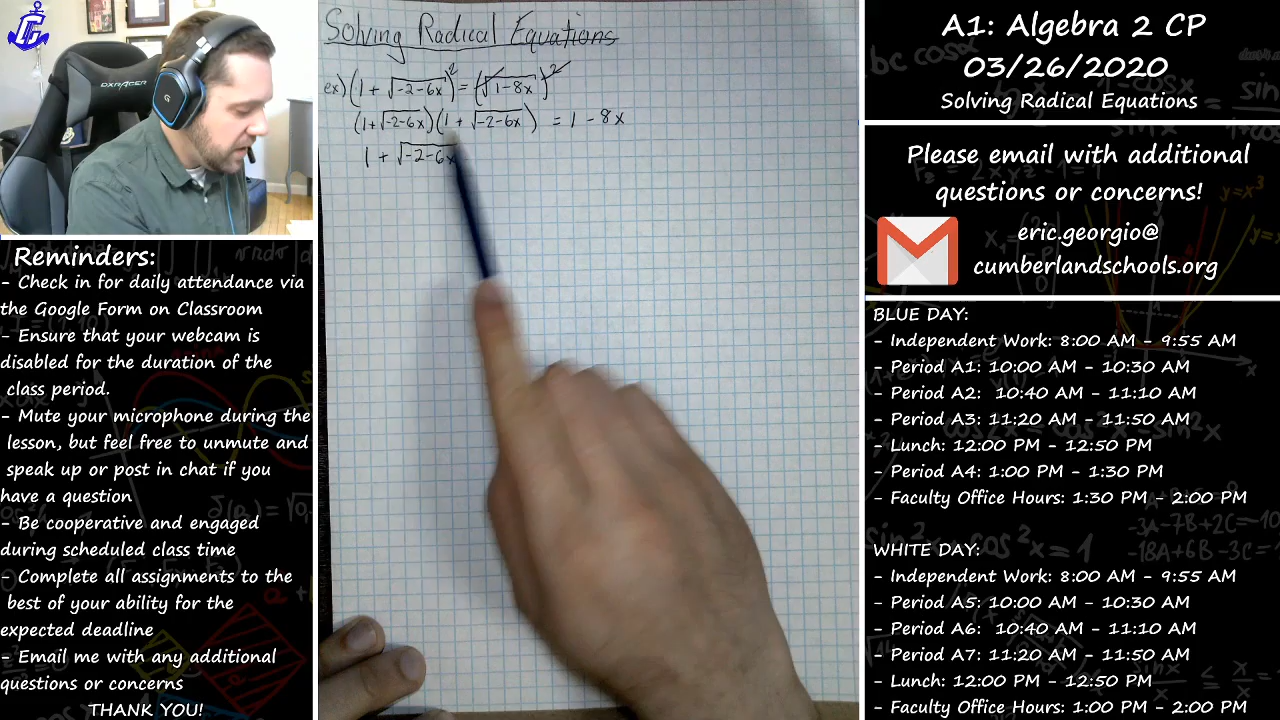 Solving Radical Equations
ex) (1 + √-2-6x)² = (√1-8x)²
(1+√-2-6x)(1 + √-2-6x) = 1 - 8x
1 + √-2-6x
DXRACER
Reminders:
- Check in for daily attendance via
the Google Form on Classroom
- Ensure that your webcam is
disabled for the duration of the
class period.
- Mute your microphone during the
lesson, but feel free to unmute and
speak up or post in chat if you
have a question
- Be cooperative and engaged
during scheduled class time
- Complete all assignments to the
best of your ability for the
expected deadline
- Email me with any additional
questions or concerns
THANK YOU!
A1: Algebra 2 CP
03/26/2020
Solving Radical Equations
Please email with additional
questions or concerns!
eric.georgio@
cumberlandschools.org
BLUE DAY:
- Independent Work: 8:00 AM - 9:55 AM
- Period A1: 10:00 AM - 10:30 AM
- Period A2: 10:40 AM - 11:10 AM
- Period A3: 11:20 AM - 11:50 AM
- Lunch: 12:00 PM - 12:50 PM
- Period A4: 1:00 PM - 1:30 PM
- Faculty Office Hours: 1:30 PM - 2:00 PM
WHITE DAY:
- Independent Work: 8:00 AM - 9:55 AM
- Period A5: 10:00 AM - 10:30 AM
- Period A6: 10:40 AM - 11:10 AM
- Period A7: 11:20 AM - 11:50 AM
- Lunch: 12:00 PM - 12:50 PM
- Faculty Office Hours: 1:00 PM - 2:00 PM